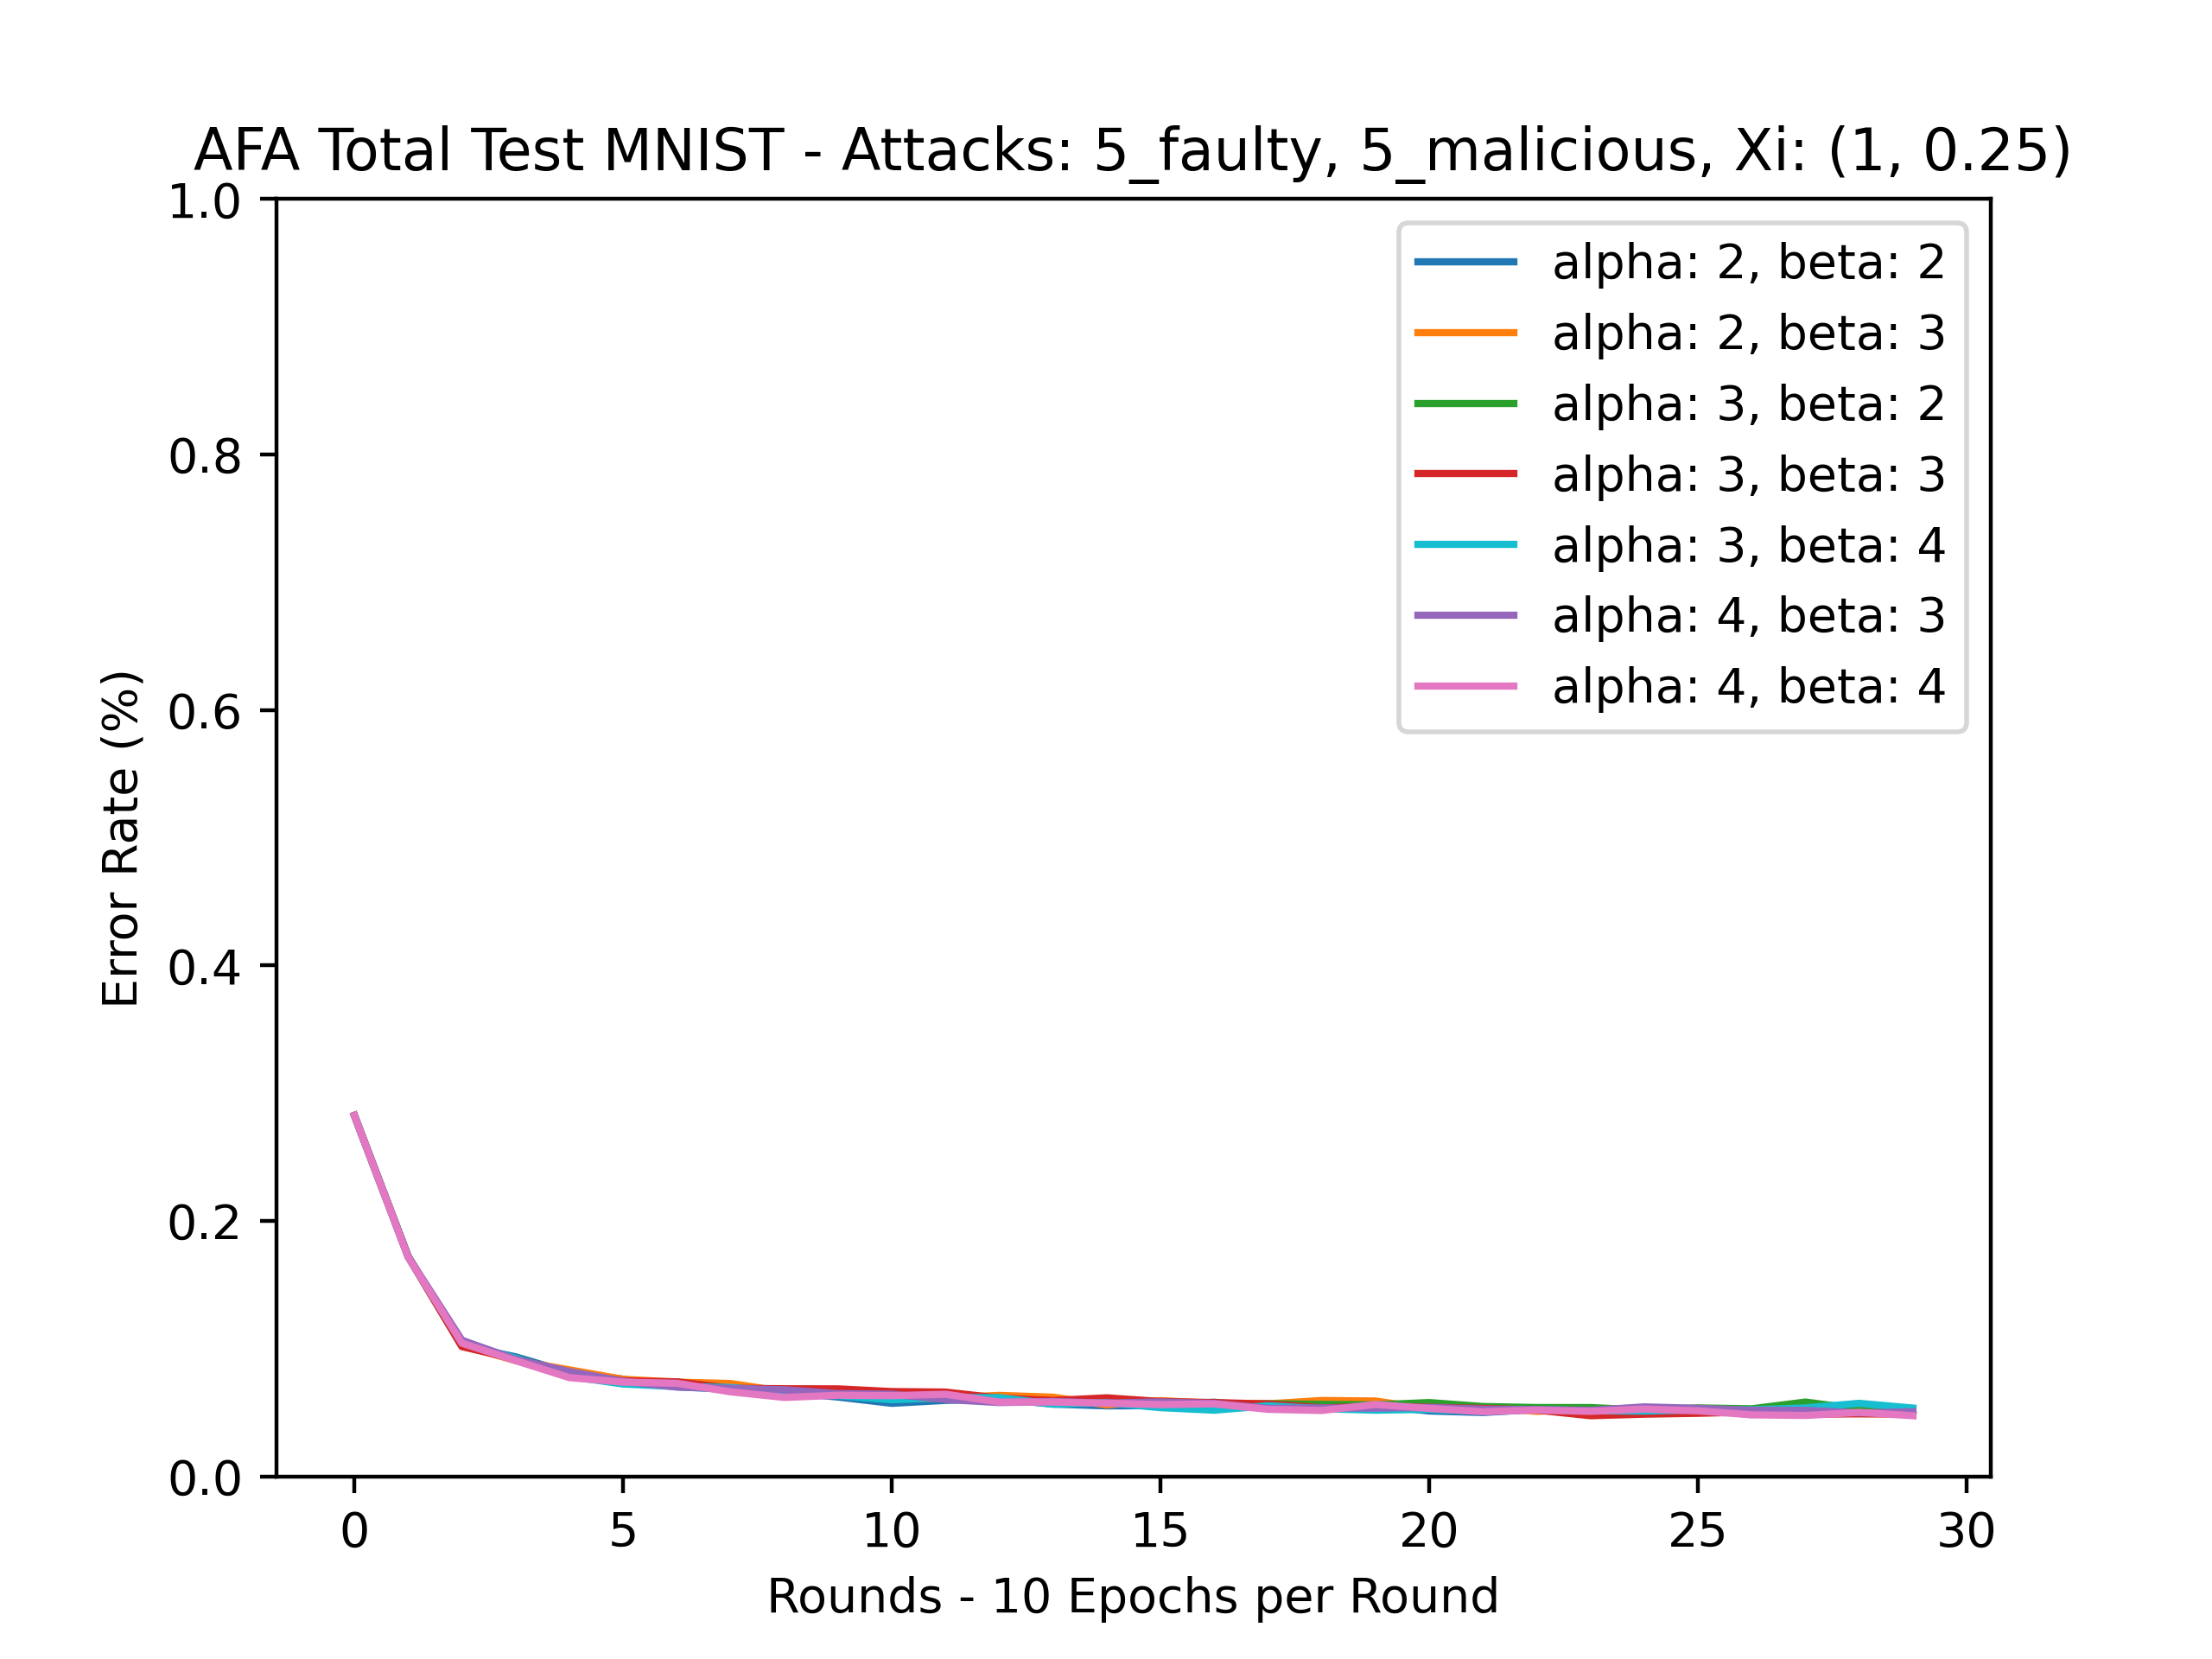 AFA Total Test MNIST - Attacks: 5_faulty, 5_malicious, Xi: (1, 0.25)
1.0
0.8
0.6
0.4
0.2
0.0
Error Rate (%)
alpha: 2, beta: 2
alpha: 2, beta: 3
alpha: 3, beta: 2
alpha: 3, beta: 3
alpha: 3, beta: 4
alpha: 4, beta: 3
alpha: 4, beta: 4
0 5 10 15 20 25 30
Rounds - 10 Epochs per Round